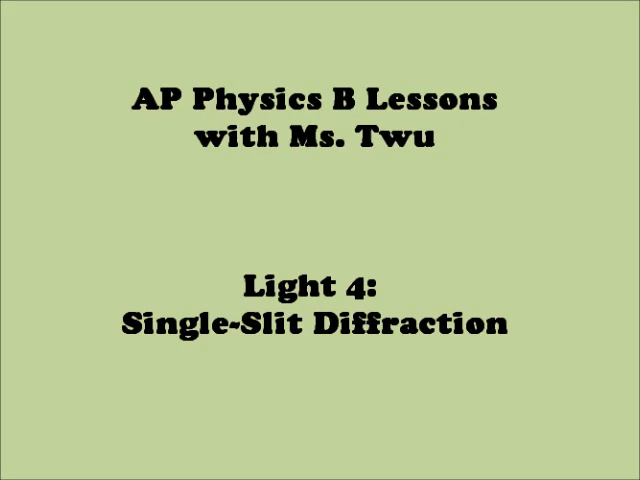 AP Physics B Lessons
with Ms. Twu
Light 4:
Single-Slit Diffraction